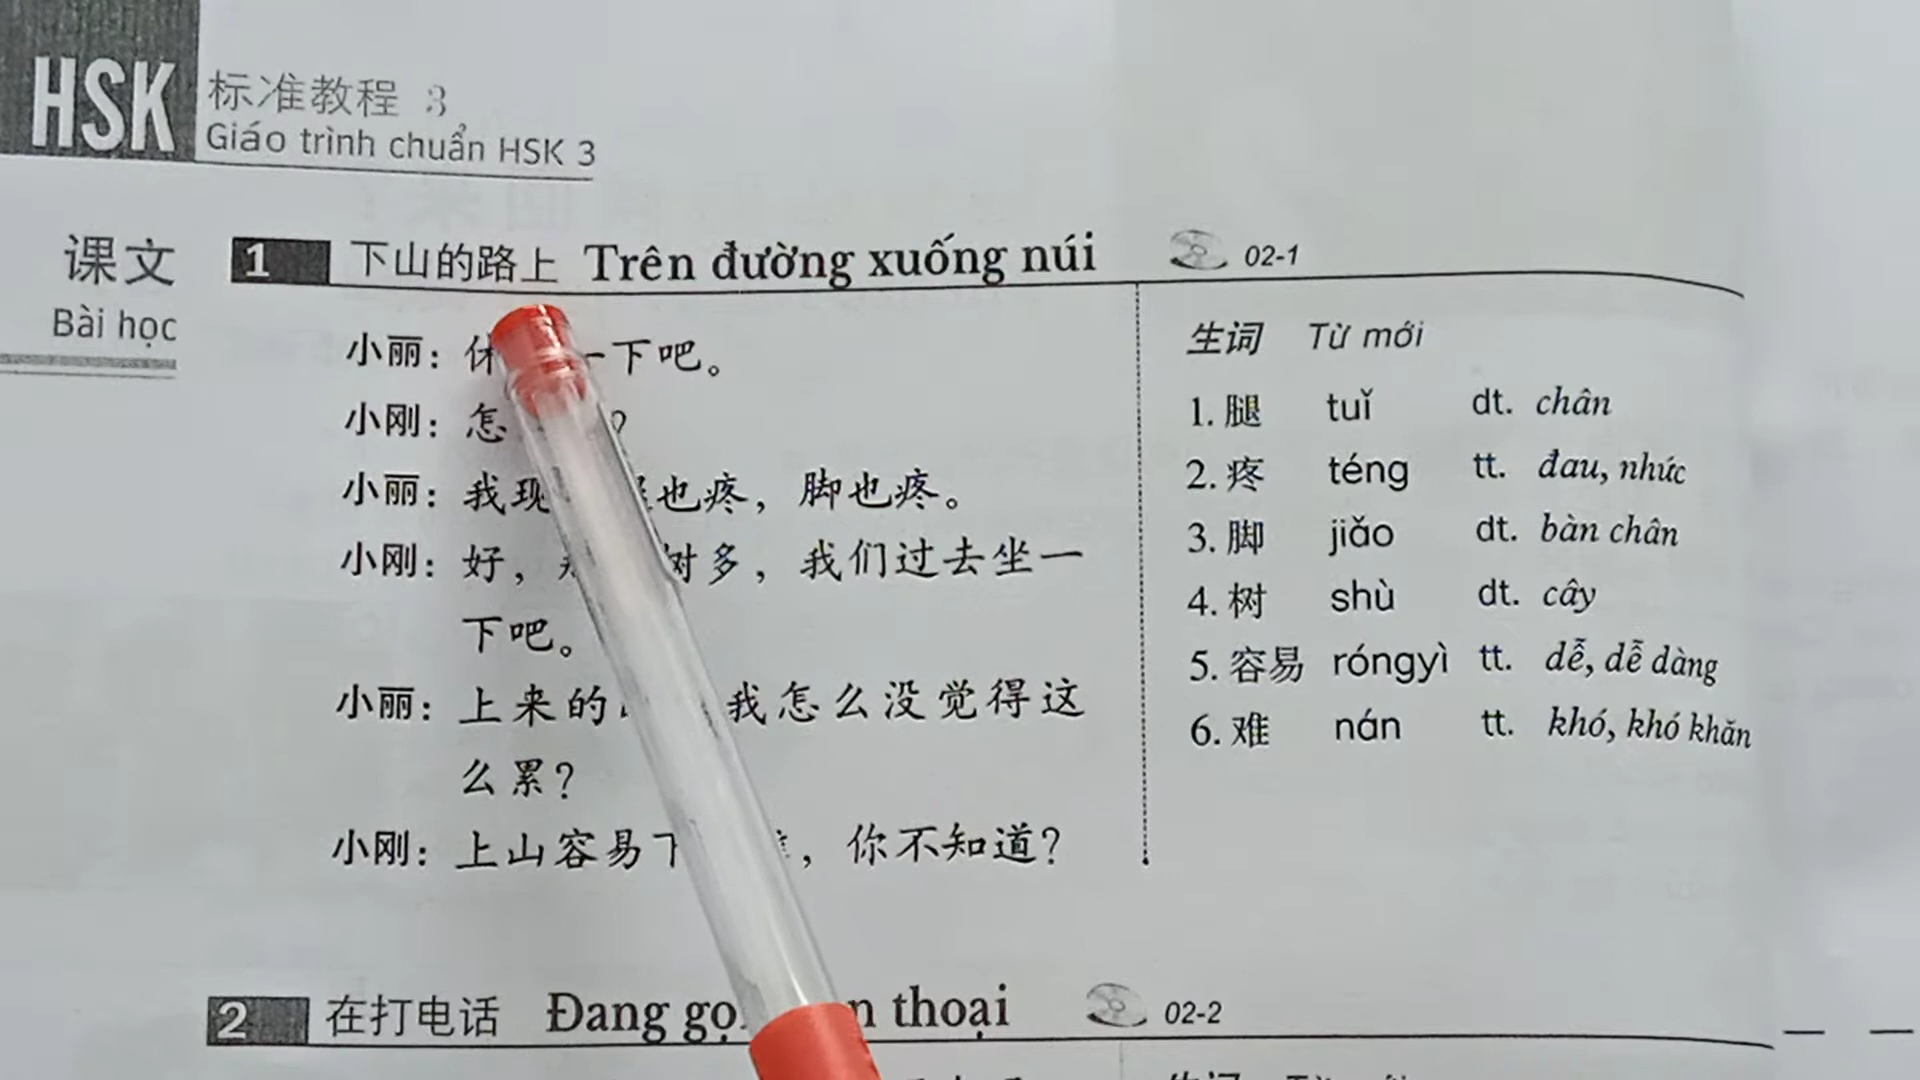 HSK 标准教程 3
Giáo trình chuẩn HSK 3
课文
Bài học
1 下山的路上 Trên đường xuống núi 02-1
小丽：休 一下吧。
小刚：怎 ？
小丽：我现 也疼，脚也疼。
小刚：好， 树多，我们过去坐一
下吧。
小丽：上来的 我怎么没觉得这
么累？
小刚：上山容易下 ，你不知道？
生词 Từ mới
1. 腿 tuǐ dt. chân
2. 疼 téng tt. đau, nhức
3. 脚 jiǎo dt. bàn chân
4. 树 shù dt. cây
5. 容易 róngyì tt. dễ, dễ dàng
6. 难 nán tt. khó, khó khăn
2 在打电话 Đang thoại 02-2